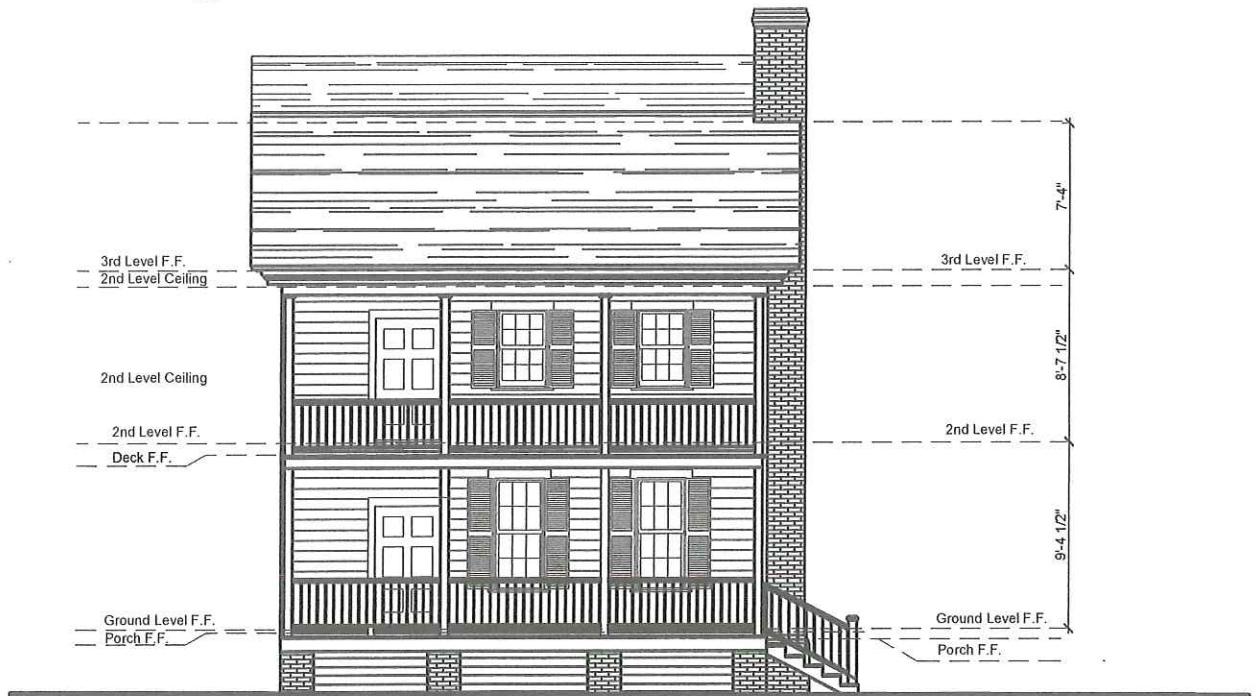 7'-4"
3rd Level F.F.
3rd Level F.F.
2nd Level Ceiling
8'-7 1/2"
2nd Level Ceiling
2nd Level F.F.
2nd Level F.F.
Deck F.F.
9'-4 1/2"
Ground Level F.F.
Ground Level F.F.
Porch F.F.
Porch F.F.